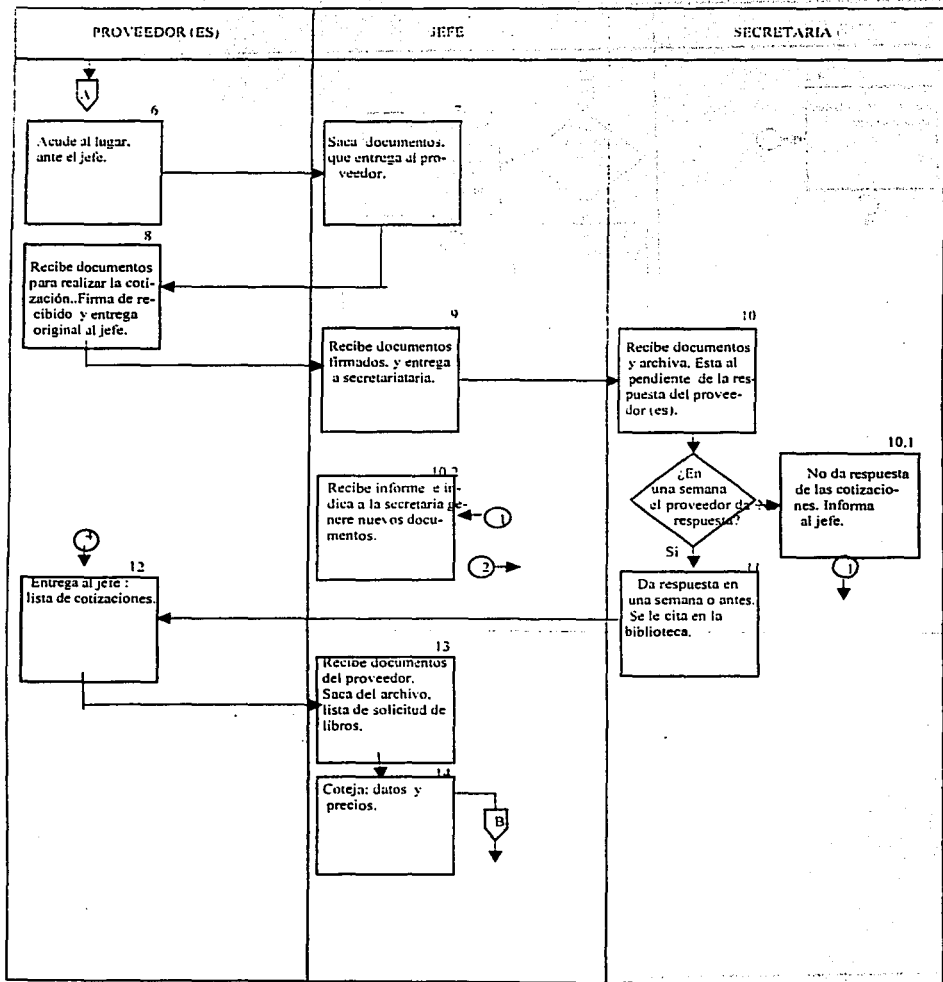 PROVEEDOR (ES)
JEFE
SECRETARIA
A
6
Acude al lugar,
ante el jefe.
7
Saca documentos,
que entrega al pro-
veedor.
8
Recibe documentos
para realizar la coti-
zación..Firma de re-
cibido y entrega
original al jefe.
9
Recibe documentos
firmados, y entrega
a secretariataria.
10
Recibe documentos
y archiva. Esta al
pendiente de la res-
puesta del provee-
dor (es).
¿En
una semana
el proveedor da
respuesta?
Si
10.1
No da respuesta
de las cotizacio-
nes. Informa
al jefe.
1
10.2
Recibe informe e in-
dica a la secretaria ge-
nere nuevos docu-
mentos.
1
2
11
Da respuesta en
una semana o antes.
Se le cita en la
biblioteca.
12
Entrega al jefe :
lista de cotizaciones.
13
Recibe documentos
del proveedor.
Saca del archivo,
lista de solicitud de
libros.
14
Coteja: datos y
precios.
B